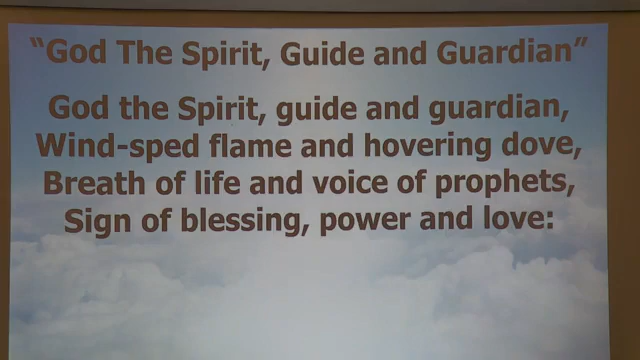 “God The Spirit, Guide and Guardian”
God the Spirit, guide and guardian,
Wind-sped flame and hovering dove,
Breath of life and voice of prophets,
Sign of blessing, power and love: